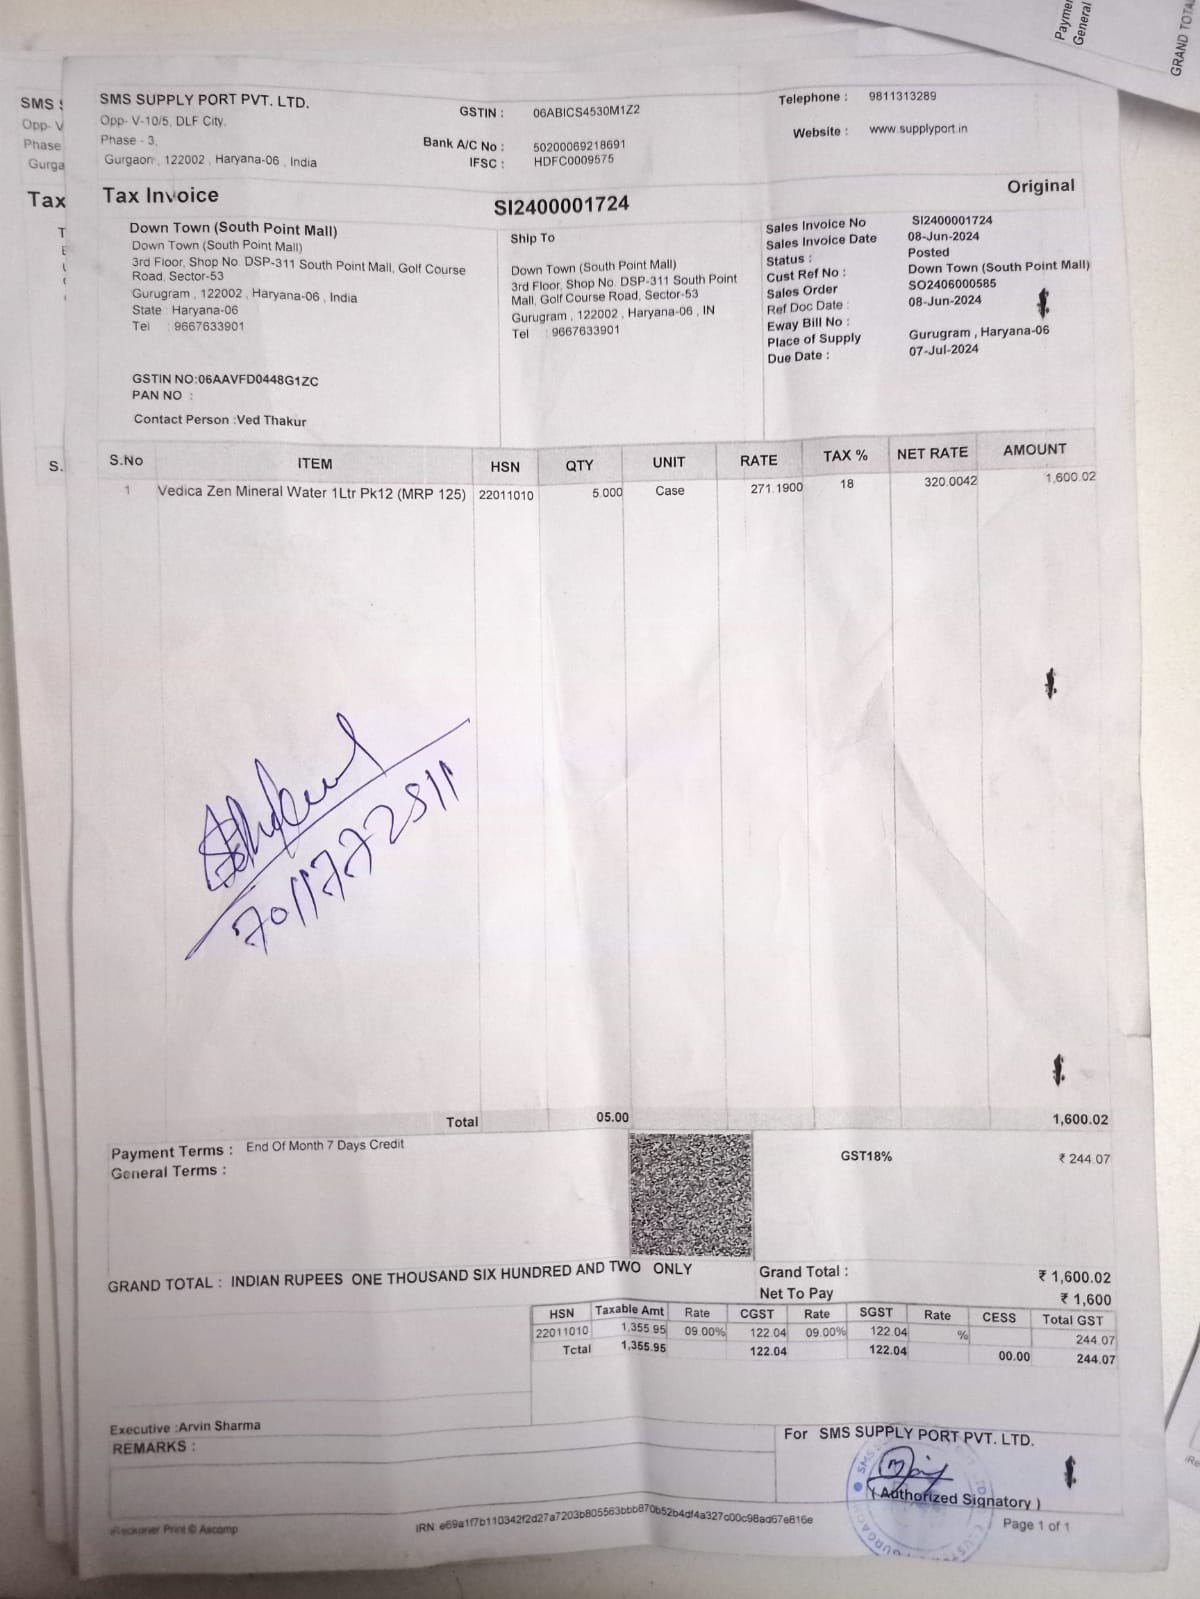 Payme
General
GRAND TOTA
SMS
Opp- V
Phase
Gurga
Tax
S.
SMS SUPPLY PORT PVT. LTD.
Opp- V-10/5, DLF City,
Phase - 3,
Gurgaon , 122002 , Haryana-06 , India
GSTIN : 06ABICS4530M1Z2
Bank A/C No : 50200069218691
IFSC : HDFC0009575
Telephone : 9811313289
Website : www.supplyport.in
Tax Invoice
SI2400001724
Original
Down Town (South Point Mall)
Down Town (South Point Mall)
3rd Floor, Shop No. DSP-311 South Point Mall, Golf Course
Road, Sector-53
Gurugram , 122002 , Haryana-06 , India
State : Haryana-06
Tel : 9667633901
GSTIN NO:06AAVFD0448G1ZC
PAN NO :
Contact Person :Ved Thakur
Ship To
Down Town (South Point Mall)
3rd Floor, Shop No. DSP-311 South Point
Mall, Golf Course Road, Sector-53
Gurugram , 122002 , Haryana-06 , IN
Tel : 9667633901
Sales Invoice No SI2400001724
Sales Invoice Date 08-Jun-2024
Status : Posted
Cust Ref No : Down Town (South Point Mall)
Sales Order SO2406000585
Ref Doc Date : 08-Jun-2024
Eway Bill No :
Place of Supply Gurugram , Haryana-06
Due Date : 07-Jul-2024
S.No ITEM HSN QTY UNIT RATE TAX % NET RATE AMOUNT
1 Vedica Zen Mineral Water 1Ltr Pk12 (MRP 125) 22011010 5.000 Case 271.1900 18 320.0042 1,600.02
7011772811
Total 05.00 1,600.02
Payment Terms : End Of Month 7 Days Credit
General Terms :
GST18% ₹ 244.07
GRAND TOTAL : INDIAN RUPEES ONE THOUSAND SIX HUNDRED AND TWO ONLY
Grand Total : ₹ 1,600.02
Net To Pay ₹ 1,600
HSN Taxable Amt Rate CGST Rate SGST Rate CESS Total GST
22011010 1,355.95 09.00% 122.04 09.00% 122.04 % 244.07
Total 1,355.95 122.04 122.04 00.00 244.07
Executive :Arvin Sharma
REMARKS :
For SMS SUPPLY PORT PVT. LTD.
( Authorized Signatory )
iReckoner Print © Ascomp
IRN e69a1f7b110342f2d27a7203b805563bbb870b52b4df4a327c00c98ad67e816e
Page 1 of 1